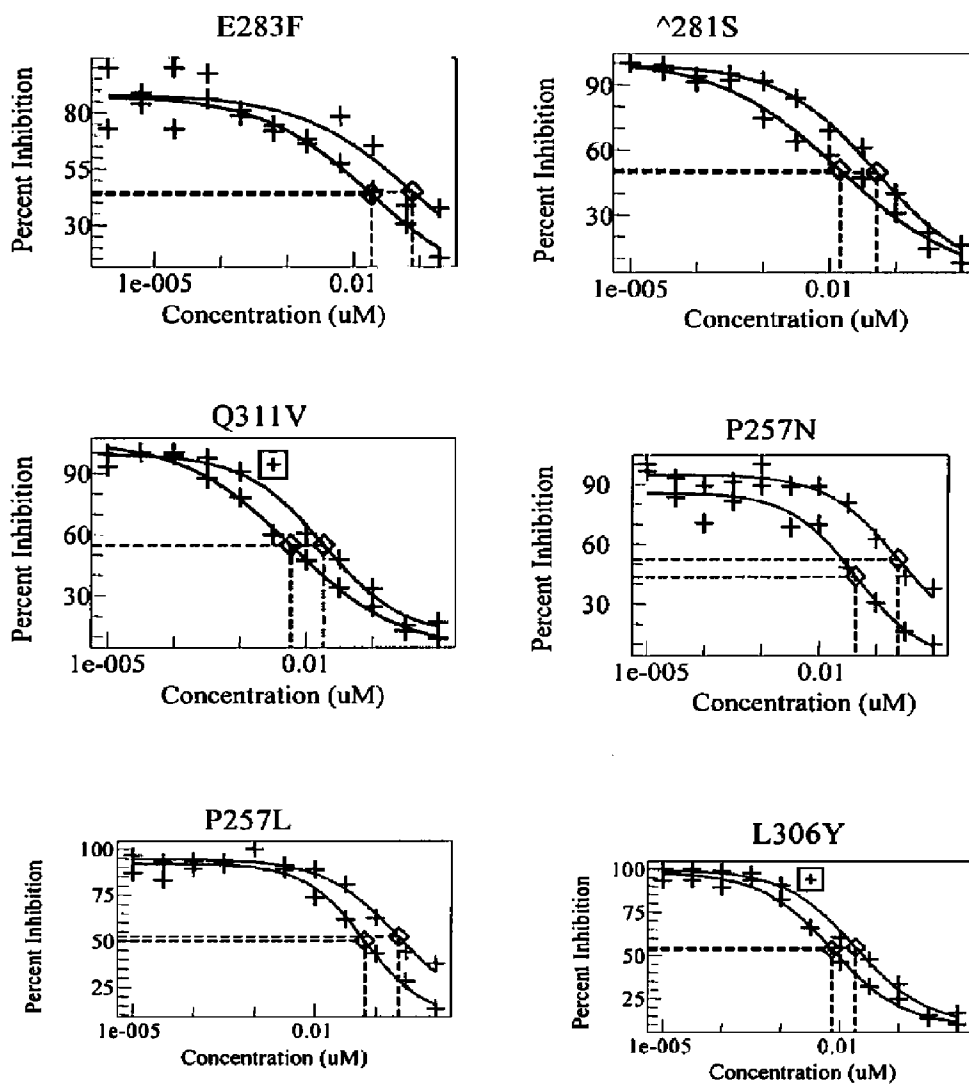 E283F
Percent Inhibition
80
55
30
1e-005
0.01
Concentration (uM)
^281S
Percent Inhibition
90
60
30
1e-005
0.01
Concentration (uM)
Q311V
Percent Inhibition
90
60
30
1e-005
0.01
Concentration (uM)
P257N
Percent Inhibition
90
60
30
1e-005
0.01
Concentration (uM)
P257L
Percent Inhibition
100
75
50
25
1e-005
0.01
Concentration (uM)
L306Y
Percent Inhibition
100
75
50
25
1e-005
0.01
Concentration (uM)